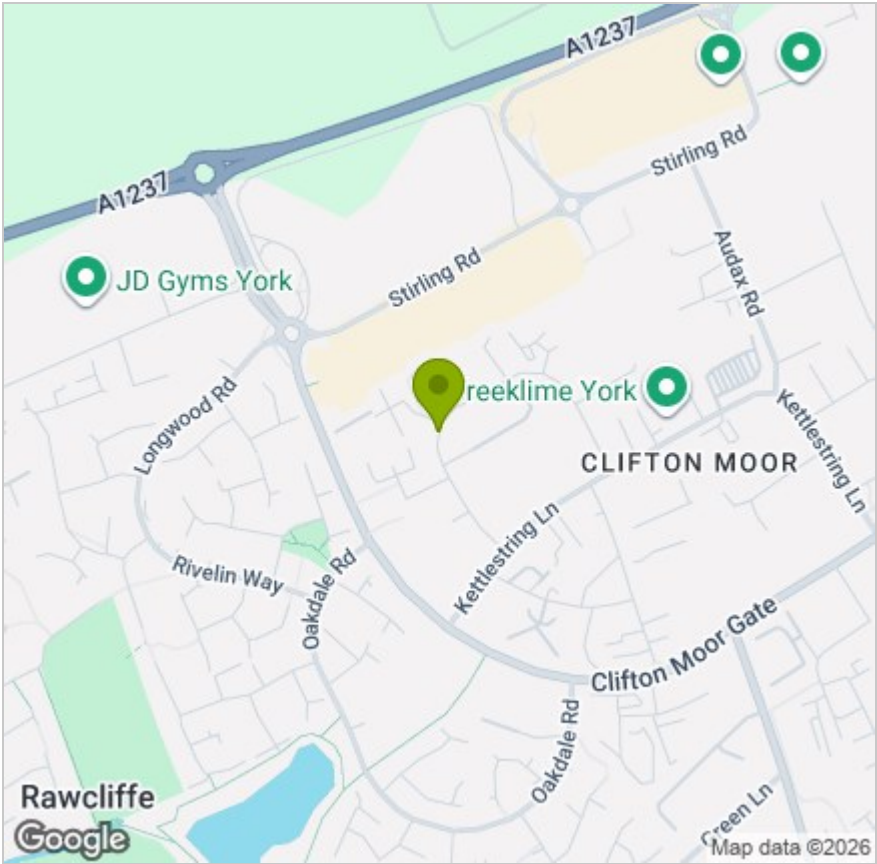 A1237
A1237
Stirling Rd
Stirling Rd
Audax Rd
JD Gyms York
Longwood Rd
reeklime York
Kettlestring Ln
CLIFTON MOOR
Kettlestring Ln
Rivelin Way
Oakdale Rd
Clifton Moor Gate
Oakdale Rd
Rawcliffe
Green Ln
Google
Map data ©2026